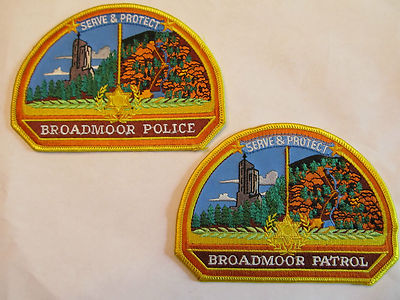 SERVE & PROTECT
BROADMOOR POLICE
SERVE & PROTECT
BROADMOOR PATROL